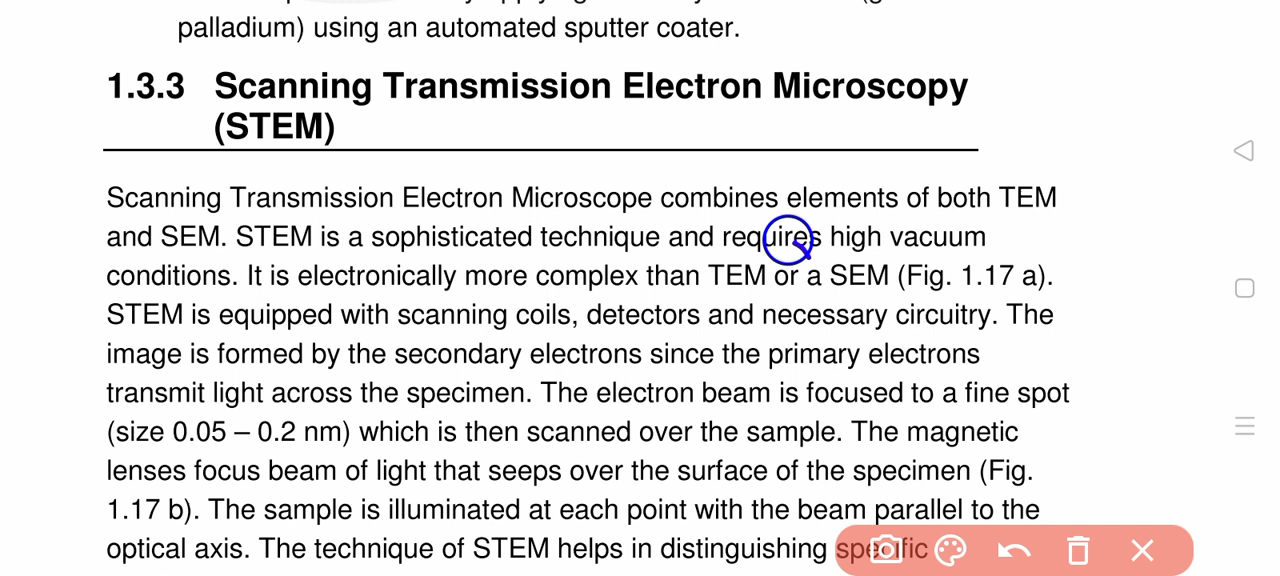 palladium) using an automated sputter coater.
1.3.3 Scanning Transmission Electron Microscopy
(STEM)
Scanning Transmission Electron Microscope combines elements of both TEM
and SEM. STEM is a sophisticated technique and requires high vacuum
conditions. It is electronically more complex than TEM or a SEM (Fig. 1.17 a).
STEM is equipped with scanning coils, detectors and necessary circuitry. The
image is formed by the secondary electrons since the primary electrons
transmit light across the specimen. The electron beam is focused to a fine spot
(size 0.05 – 0.2 nm) which is then scanned over the sample. The magnetic
lenses focus beam of light that seeps over the surface of the specimen (Fig.
1.17 b). The sample is illuminated at each point with the beam parallel to the
optical axis. The technique of STEM helps in distinguishing specific